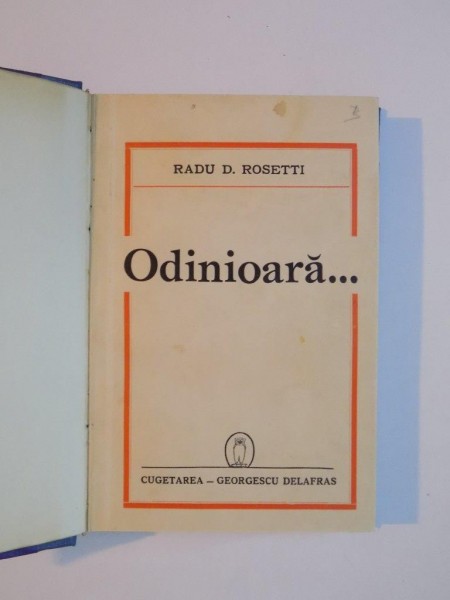 RADU D. ROSETTI
Odinioară...
CUGETAREA — GEORGESCU DELAFRAS